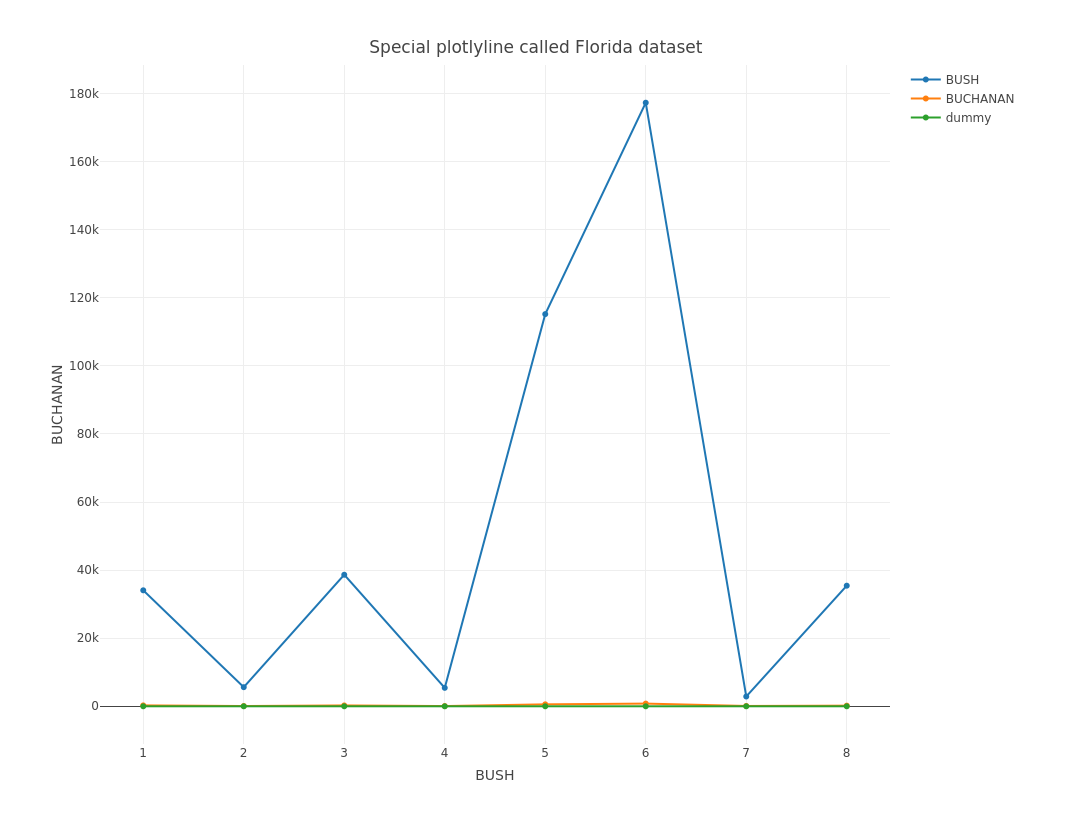 Special plotlyline called Florida dataset
BUSH
BUCHANAN
dummy
180k
160k
140k
120k
100k
80k
60k
40k
20k
0
BUCHANAN
1 2 3 4 5 6 7 8
BUSH